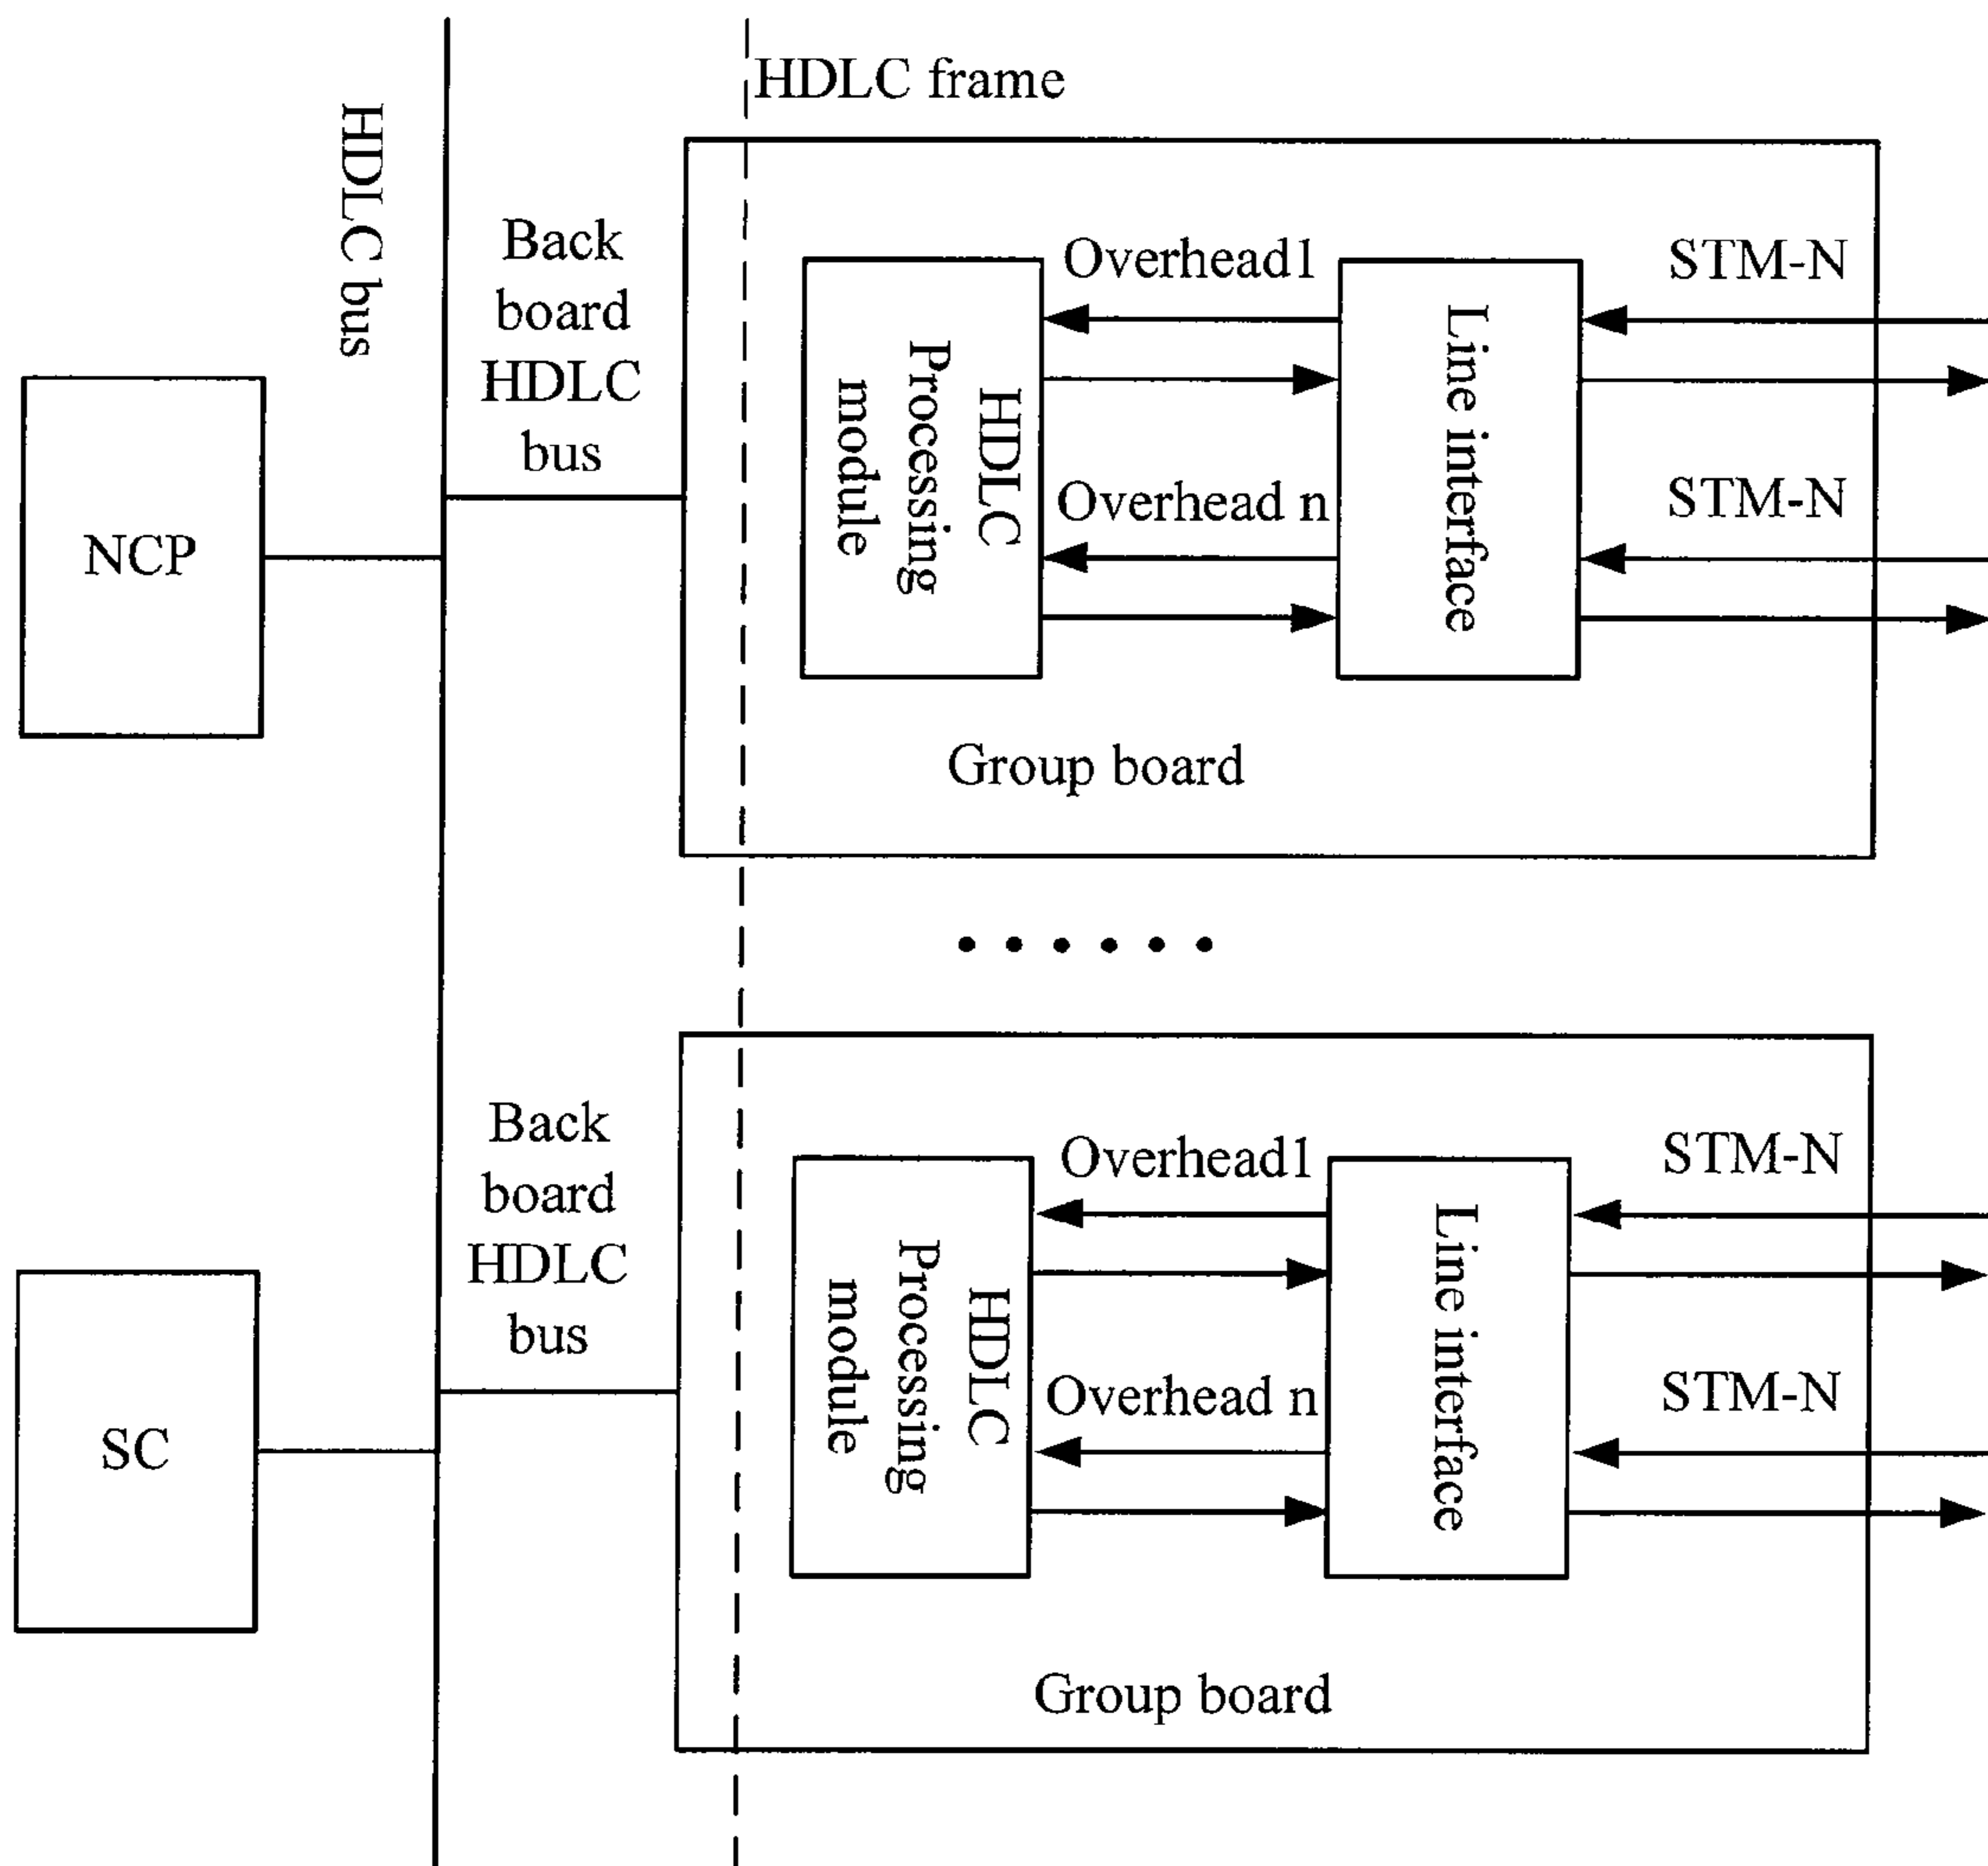 HDLC frame
HDLC bus
Back
board
HDLC
bus
NCP
Overhead1
STM-N
HDLC
Processing
module
Line interface
Overhead n
STM-N
Group board
Back
board
HDLC
bus
SC
Overhead1
STM-N
HDLC
Processing
module
Line interface
Overhead n
STM-N
Group board